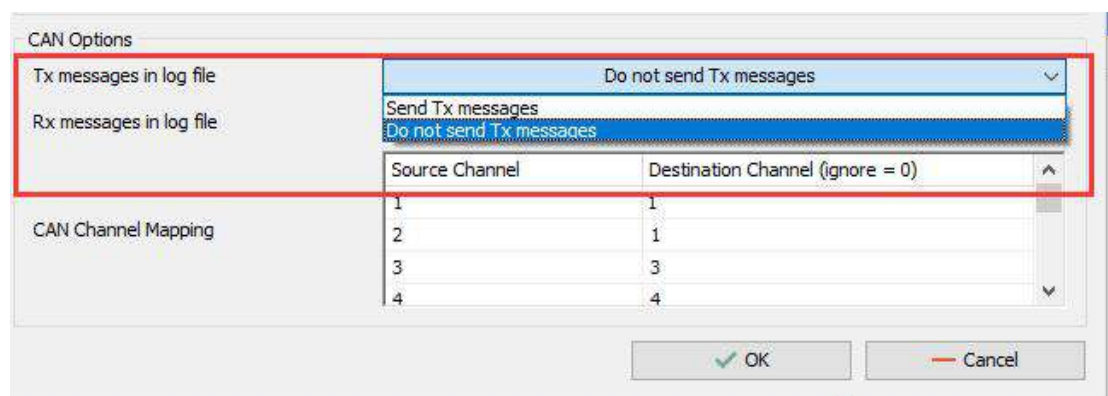 CAN Options
Tx messages in log file
Do not send Tx messages
Send Tx messages
Rx messages in log file
Do not send Tx messages
Source Channel Destination Channel (ignore = 0)
1 1
CAN Channel Mapping
2 1
3 3
4 4
OK Cancel